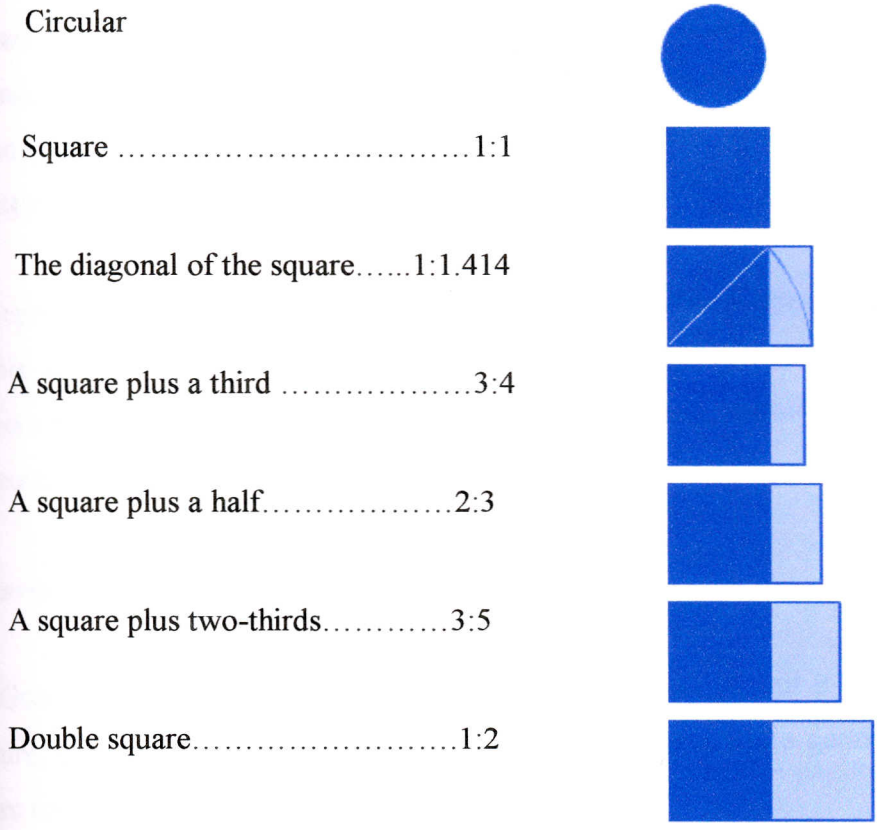 Circular
Square .................................1:1
The diagonal of the square......1:1.414
A square plus a third ..................3:4
A square plus a half..................2:3
A square plus two-thirds............3:5
Double square.........................1:2